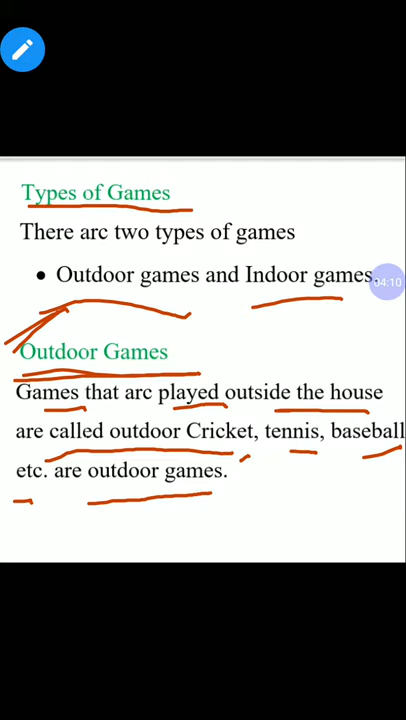 Types of Games
There arc two types of games
• Outdoor games and Indoor games.
04:10
Outdoor Games
Games that arc played outside the house
are called outdoor Cricket, tennis, baseball
etc. are outdoor games.